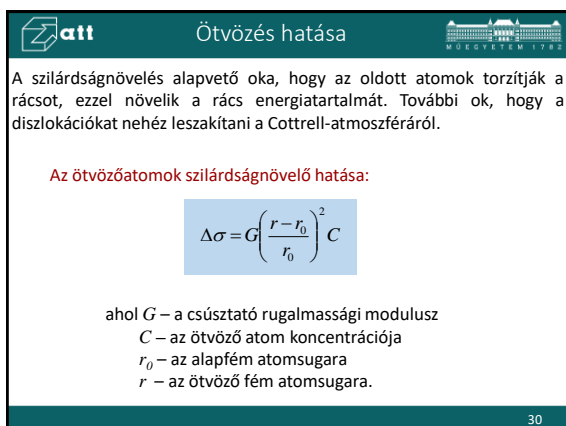 att
Ötvözés hatása
MŰEGYETEM 1782
A szilárdságnövelés alapvető oka, hogy az oldott atomok torzítják a
rácsot, ezzel növelik a rács energiatartalmát. További ok, hogy a
diszlokációkat nehéz leszakítani a Cottrell-atmoszféráról.
Az ötvözőatomok szilárdságnövelő hatása:
Δσ = G((r − r₀)/r₀)² C
ahol G – a csúsztató rugalmassági modulusz
C – az ötvöző atom koncentrációja
r₀ – az alapfém atomsugara
r – az ötvöző fém atomsugara.
30